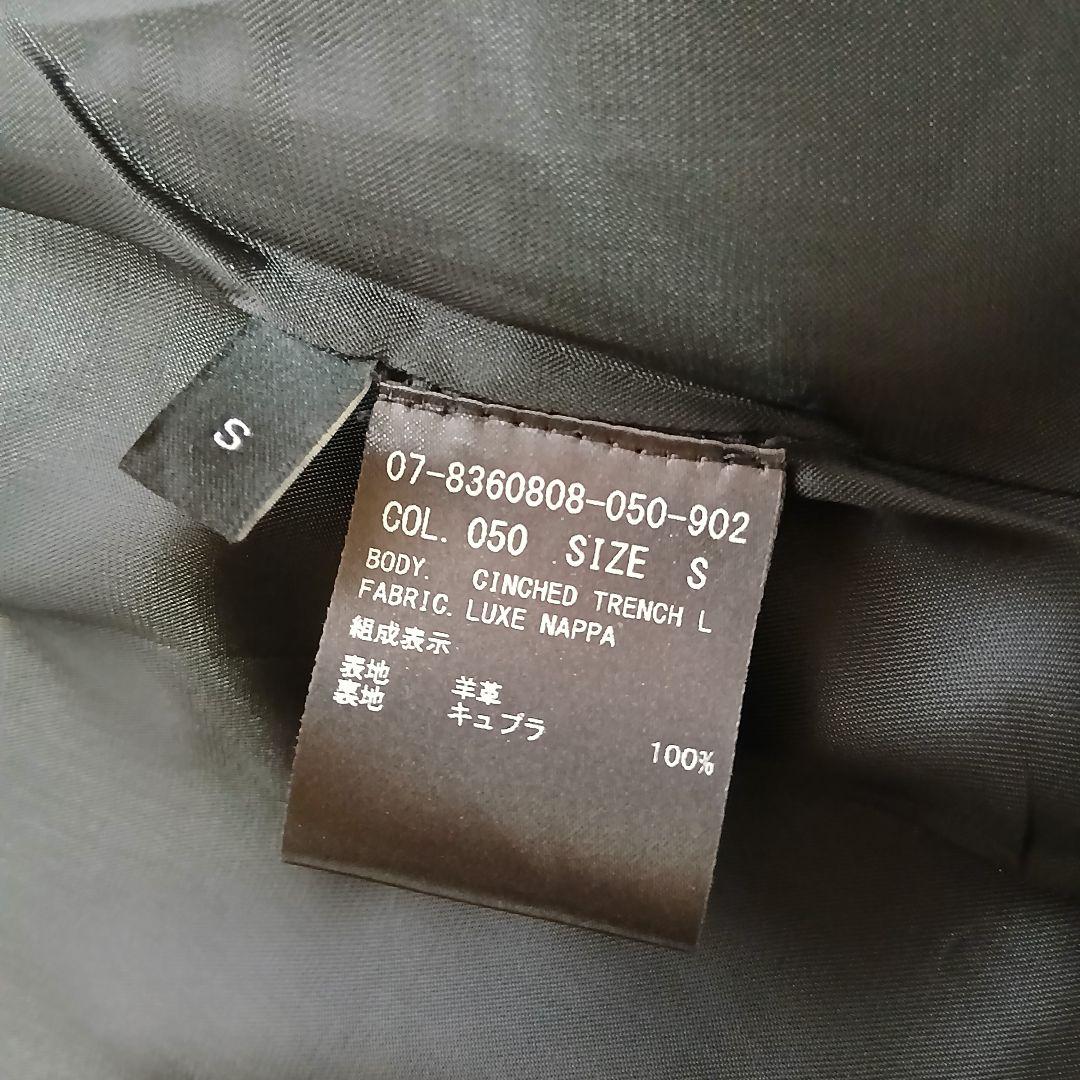 S
07-8360808-050-902
COL. 050 SIZE S
BODY. CINCHED TRENCH L
FABRIC. LUXE NAPPA
組成表示
表地 羊革
裏地 キュプラ 100%